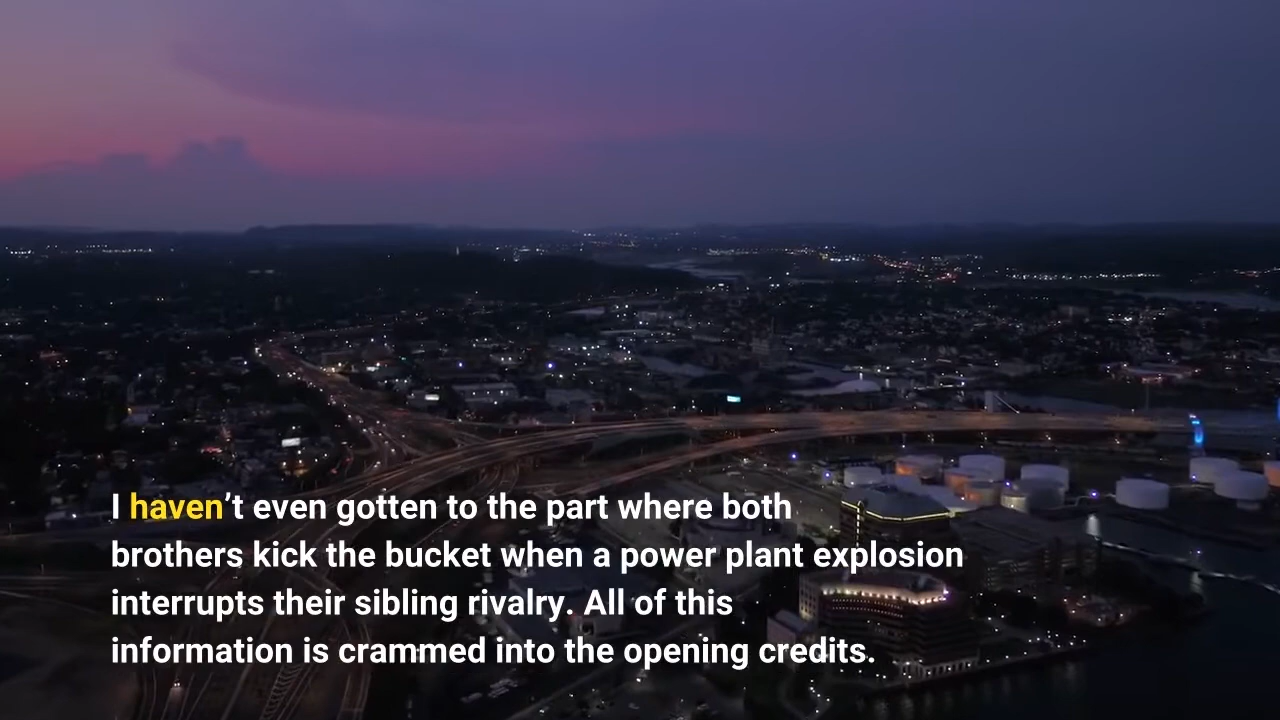 I haven’t even gotten to the part where both
brothers kick the bucket when a power plant explosion
interrupts their sibling rivalry. All of this
information is crammed into the opening credits.